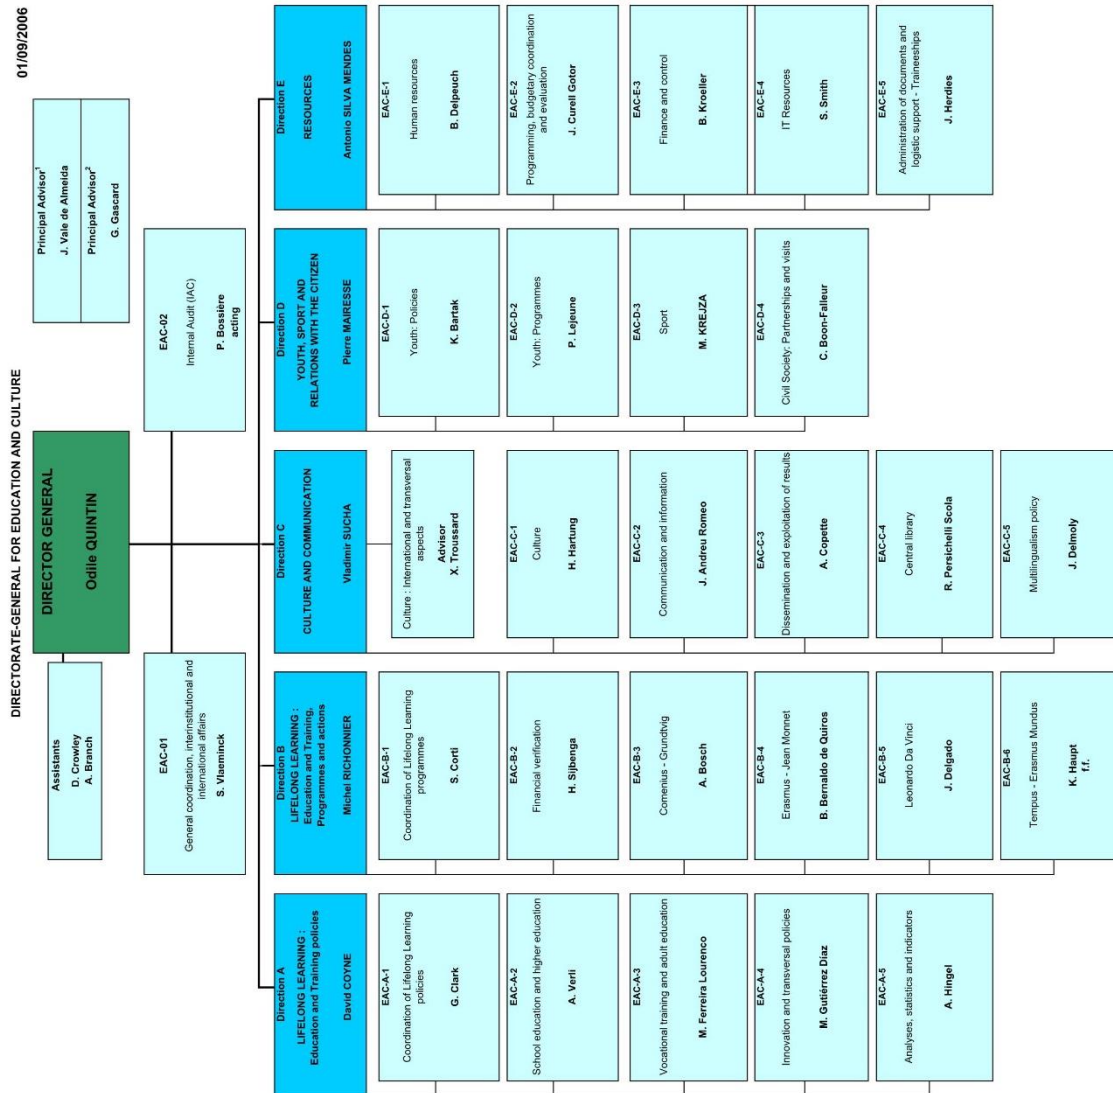 01/09/2006
DIRECTORATE-GENERAL FOR EDUCATION AND CULTURE
Assistants
D. Crowley
A. Branch
DIRECTOR GENERAL
Odile QUINTIN
Principal Advisor¹
J. Vale de Almeida
Principal Advisor²
G. Gascard
EAC-01
General coordination, interinstitutional and
international affairs
S. Vlaeminck
EAC-02
Internal Audit (IAC)
P. Bossière
acting
Direction A
LIFELONG LEARNING :
Education and Training policies
David COYNE
EAC-A-1
Coordination of Lifelong Learning
policies
G. Clark
EAC-A-2
School education and higher education
A. Verli
EAC-A-3
Vocational training and adult education
M. Ferreira Lourenco
EAC-A-4
Innovation and transversal policies
M. Gutiérrez Diaz
EAC-A-5
Analyses, statistics and indicators
A. Hingel
Direction B
LIFELONG LEARNING :
Education and Training,
Programmes and actions
Michel RICHONNIER
EAC-B-1
Coordination of Lifelong Learning
programmes
S. Corti
EAC-B-2
Financial verification
H. Sijbenga
EAC-B-3
Comenius - Grundtvig
A. Bosch
EAC-B-4
Erasmus - Jean Monnet
B. Bernaldo de Quiros
EAC-B-5
Leonardo Da Vinci
J. Delgado
EAC-B-6
Tempus - Erasmus Mundus
K. Haupt
f.f.
Direction C
CULTURE AND COMMUNICATION
Vladimir SUCHA
Culture : International and transversal
aspects
Advisor
X. Troussard
EAC-C-1
Culture
H. Hartung
EAC-C-2
Communication and information
J. Andreu Romeo
EAC-C-3
Dissemination and exploitation of results
A. Copette
EAC-C-4
Central library
R. Persichelli Scola
EAC-C-5
Multilingualism policy
J. Delmoly
Direction D
YOUTH, SPORT AND
RELATIONS WITH THE CITIZEN
Pierre MAIRESSE
EAC-D-1
Youth: Policies
K. Bartak
EAC-D-2
Youth: Programmes
P. Lejeune
EAC-D-3
Sport
M. KREJZA
EAC-D-4
Civil Society: Partnerships and visits
C. Boon-Falleur
Direction E
RESOURCES
Antonio SILVA MENDES
EAC-E-1
Human resources
B. Delpeuch
EAC-E-2
Programming, budgetary coordination
and evaluation
J. Curell Gotor
EAC-E-3
Finance and control
B. Kroeller
EAC-E-4
IT Resources
S. Smith
EAC-E-5
Administration of documents and
logistic support - Traineeships
J. Herdies